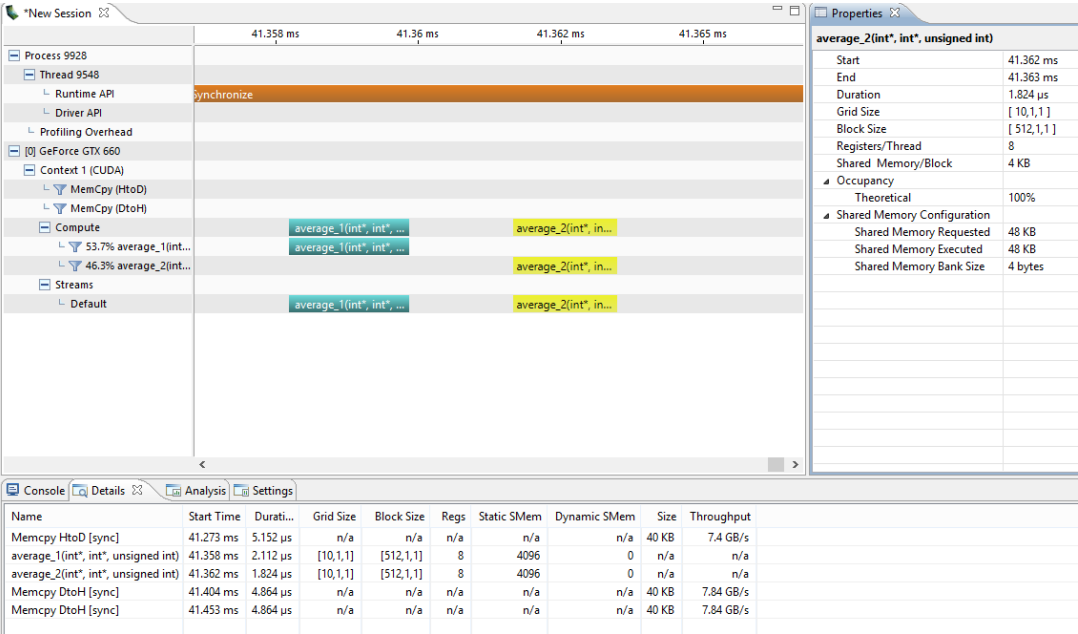 *New Session
41.358 ms 41.36 ms 41.362 ms 41.365 ms
Process 9928
Thread 9548
Runtime API
Synchronize
Driver API
Profiling Overhead
[0] GeForce GTX 660
Context 1 (CUDA)
MemCpy (HtoD)
MemCpy (DtoH)
Compute
average_1(int*, int*, ... average_2(int*, in...
53.7% average_1(int...
average_1(int*, int*, ...
46.3% average_2(int...
average_2(int*, in...
Streams
Default
average_1(int*, int*, ... average_2(int*, in...
Properties
average_2(int*, int*, unsigned int)
Start 41.362 ms
End 41.363 ms
Duration 1.824 µs
Grid Size [ 10,1,1 ]
Block Size [ 512,1,1 ]
Registers/Thread 8
Shared Memory/Block 4 KB
Occupancy
Theoretical 100%
Shared Memory Configuration
Shared Memory Requested 48 KB
Shared Memory Executed 48 KB
Shared Memory Bank Size 4 bytes
Console Details Analysis Settings
Name Start Time Durati... Grid Size Block Size Regs Static SMem Dynamic SMem Size Throughput
Memcpy HtoD [sync] 41.273 ms 5.152 µs n/a n/a n/a n/a n/a 40 KB 7.4 GB/s
average_1(int*, int*, unsigned int) 41.358 ms 2.112 µs [10,1,1] [512,1,1] 8 4096 0 n/a n/a
average_2(int*, int*, unsigned int) 41.362 ms 1.824 µs [10,1,1] [512,1,1] 8 4096 0 n/a n/a
Memcpy DtoH [sync] 41.404 ms 4.864 µs n/a n/a n/a n/a n/a 40 KB 7.84 GB/s
Memcpy DtoH [sync] 41.453 ms 4.864 µs n/a n/a n/a n/a n/a 40 KB 7.84 GB/s